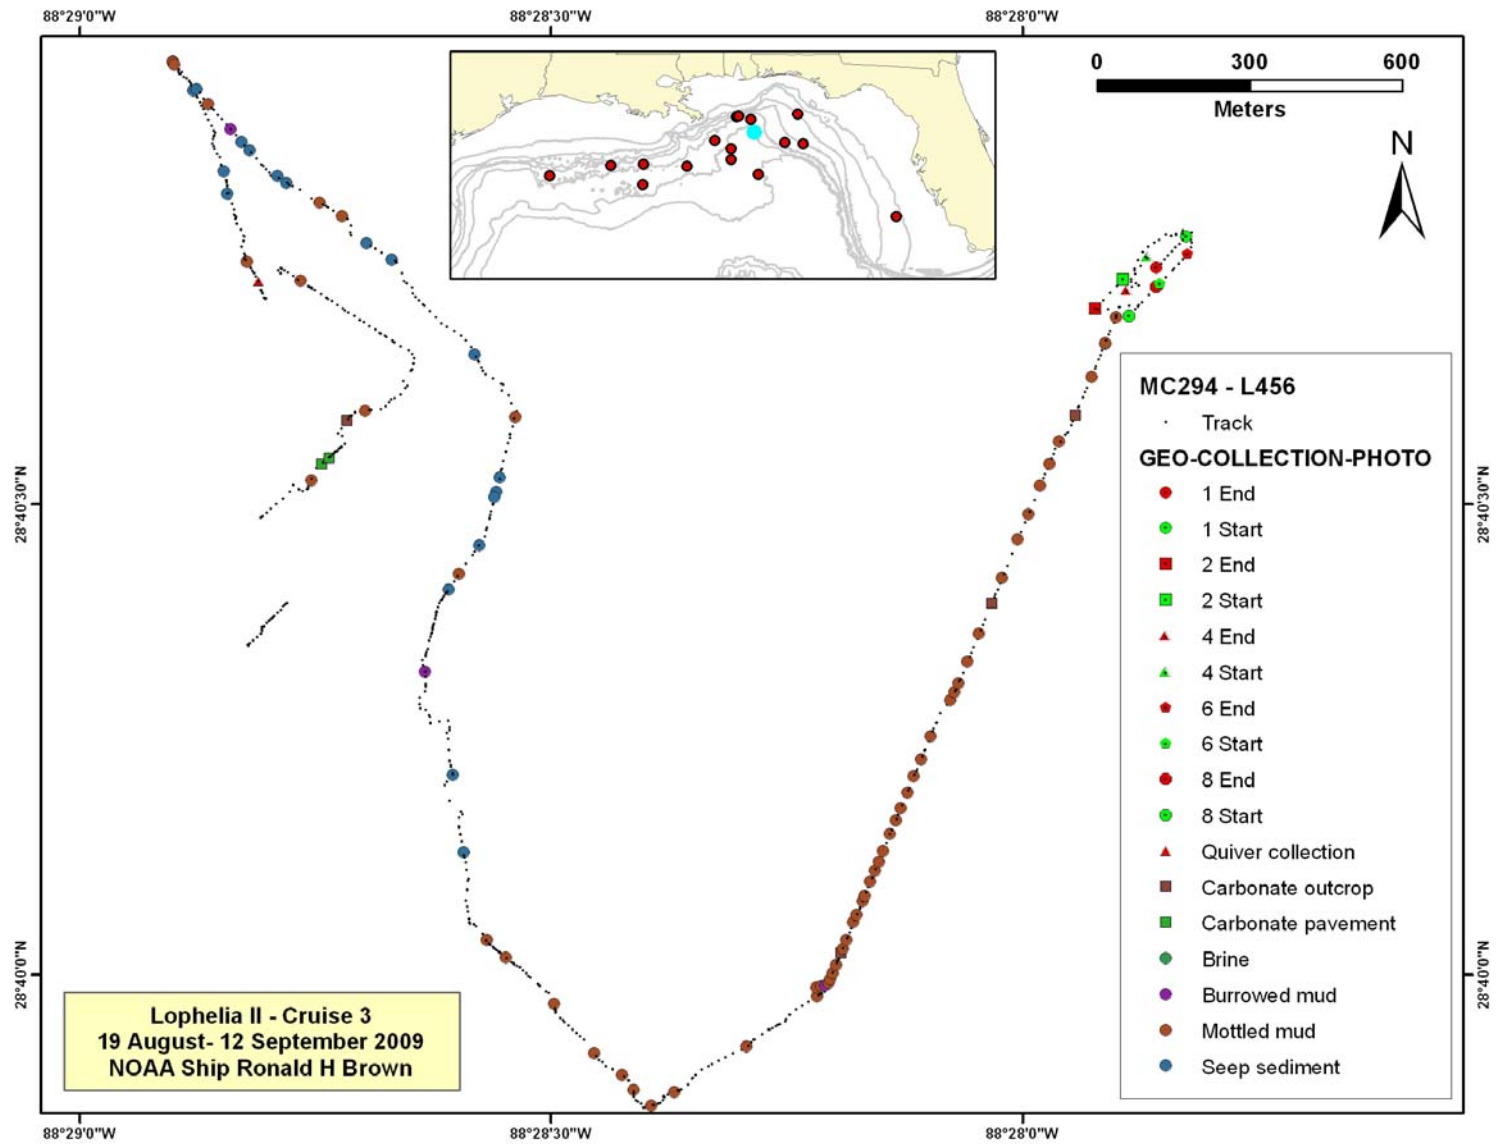 88°29'0"W 88°28'30"W 88°28'0"W
0 300 600
Meters
N
MC294 - L456
Track
GEO-COLLECTION-PHOTO
1 End
1 Start
2 End
2 Start
4 End
4 Start
6 End
6 Start
8 End
8 Start
Quiver collection
Carbonate outcrop
Carbonate pavement
Brine
Burrowed mud
Mottled mud
Seep sediment
28°40'30"N 28°40'30"N
28°40'0"N 28°40'0"N
Lophelia II - Cruise 3
19 August- 12 September 2009
NOAA Ship Ronald H Brown
88°29'0"W 88°28'30"W 88°28'0"W